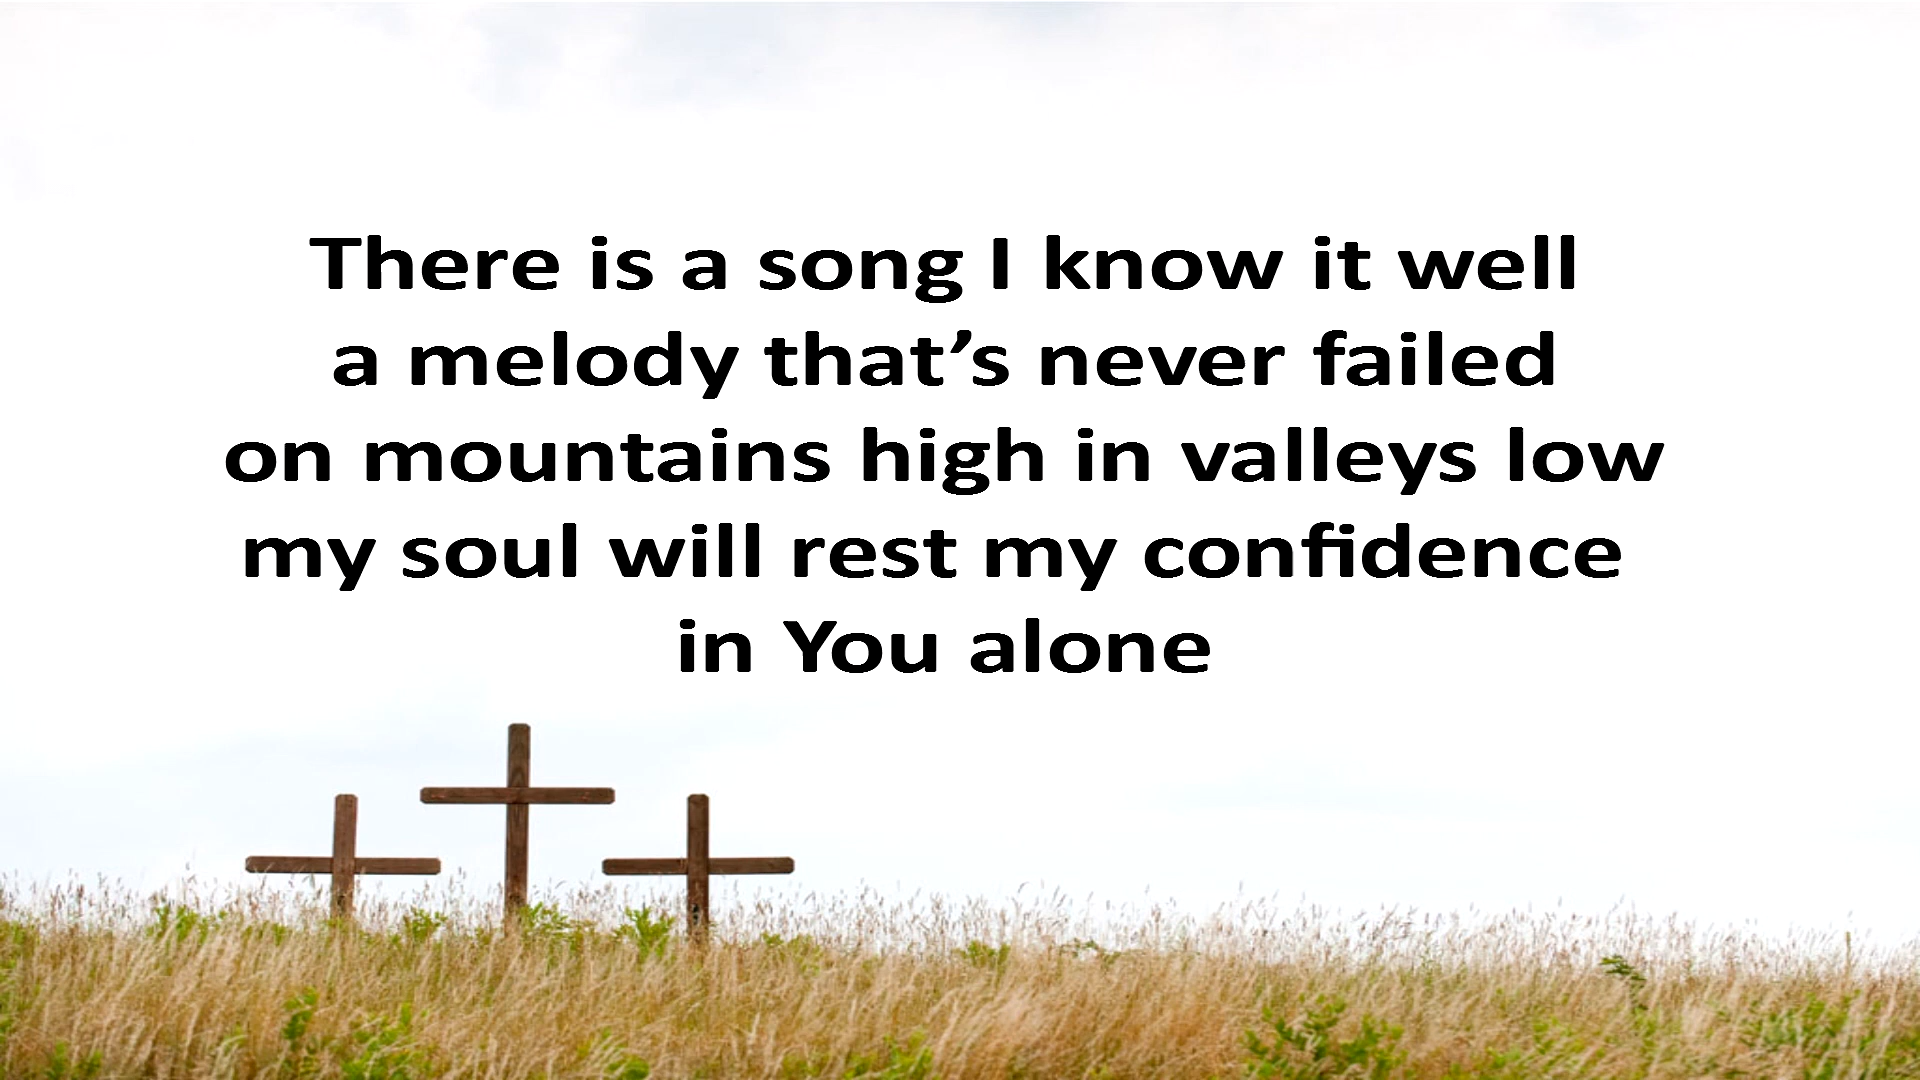 There is a song I know it well
a melody that’s never failed
on mountains high in valleys low
my soul will rest my confidence
in You alone